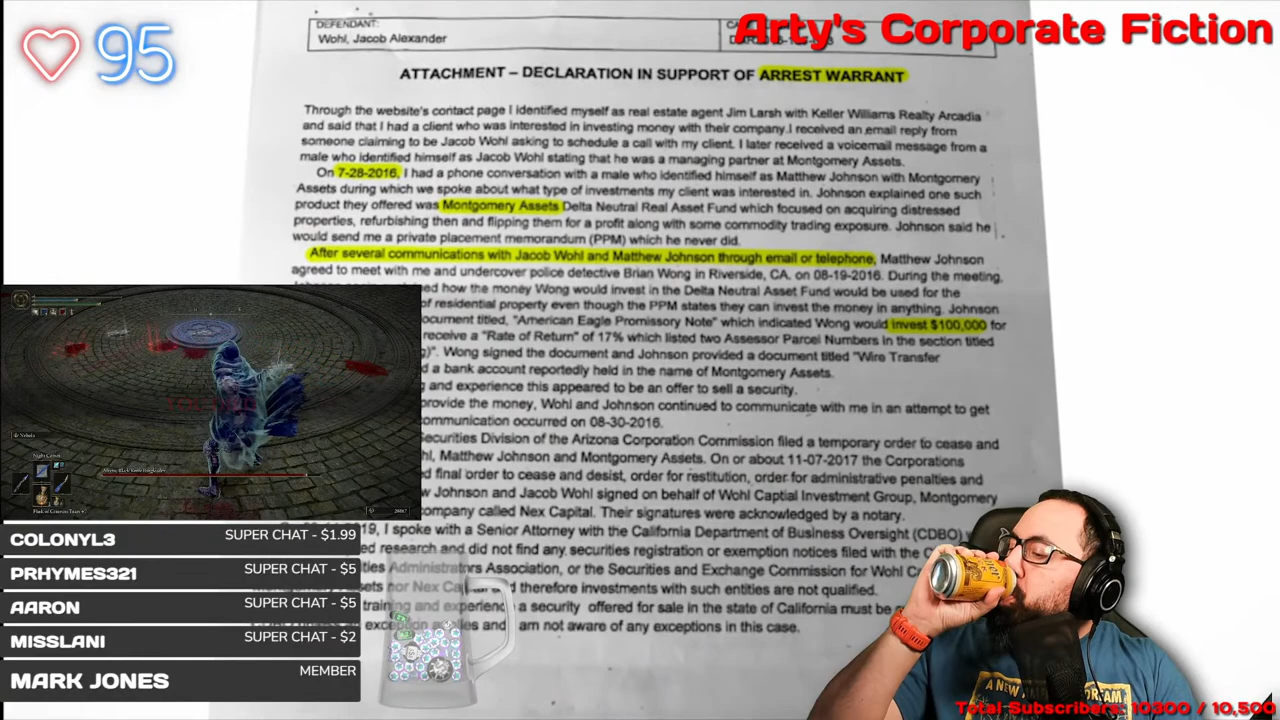 95
Arty's Corporate Fiction
DEFENDANT:
Wohl, Jacob Alexander
ATTACHMENT – DECLARATION IN SUPPORT OF ARREST WARRANT
Through the website's contact page I identified myself as real estate agent Jim Larsh with Keller Williams Realty Arcadia
and said that I had a client who was interested in investing money with their company.I received an email reply from
someone claiming to be Jacob Wohl asking to schedule a call with my client. I later received a voicemail message from a
male who identified himself as Jacob Wohl stating that he was a managing partner at Montgomery Assets.
On 7-28-2016, I had a phone conversation with a male who identified himself as Matthew Johnson with Montgomery
Assets during which we spoke about what type of investments my client was interested in. Johnson explained one such
product they offered was Montgomery Assets Delta Neutral Real Asset Fund which focused on acquiring distressed
properties, refurbishing then and flipping them for a profit along with some commodity trading exposure. Johnson said he
would send me a private placement memorandum (PPM) which he never did.
After several communications with Jacob Wohl and Matthew Johnson through email or telephone, Matthew Johnson
agreed to meet with me and undercover police detective Brian Wong in Riverside, CA. on 08-19-2016. During the meeting,
how the money Wong would invest in the Delta Neutral Asset Fund would be used for the
of residential property even though the PPM states they can invest the money in anything. Johnson
document titled, "American Eagle Promissory Note" which indicated Wong would invest $100,000 for
receive a "Rate of Return" of 17% which listed two Assessor Parcel Numbers in the section titled
Wong signed the document and Johnson provided a document titled "Wire Transfer
a bank account reportedly held in the name of Montgomery Assets.
and experience this appeared to be an offer to sell a security.
provide the money, Wohl and Johnson continued to communicate with me in an attempt to get
communication occurred on 08-30-2016.
Securities Division of the Arizona Corporation Commission filed a temporary order to cease and
Matthew Johnson and Montgomery Assets. On or about 11-07-2017 the Corporations
final order to cease and desist, order for restitution, order for administrative penalties and
Johnson and Jacob Wohl signed on behalf of Wohl Captial Investment Group, Montgomery
company called Nex Capital. Their signatures were acknowledged by a notary.
I spoke with a Senior Attorney with the California Department of Business Oversight (CDBO)
research and did not find any securities registration or exemption notices filed with the
Administrators Association, or the Securities and Exchange Commission for Wohl
nor Nex therefore investments with such entities are not qualified.
training and experience a security offered for sale in the state of California must be
exception and am not aware of any exceptions in this case.
COLONYL3 SUPER CHAT - $1.99
PRHYMES321 SUPER CHAT - $5
AARON SUPER CHAT - $5
MISSLANI SUPER CHAT - $2
MARK JONES MEMBER
A NEW DREAM
Total Subscribers: 10300 / 10,500